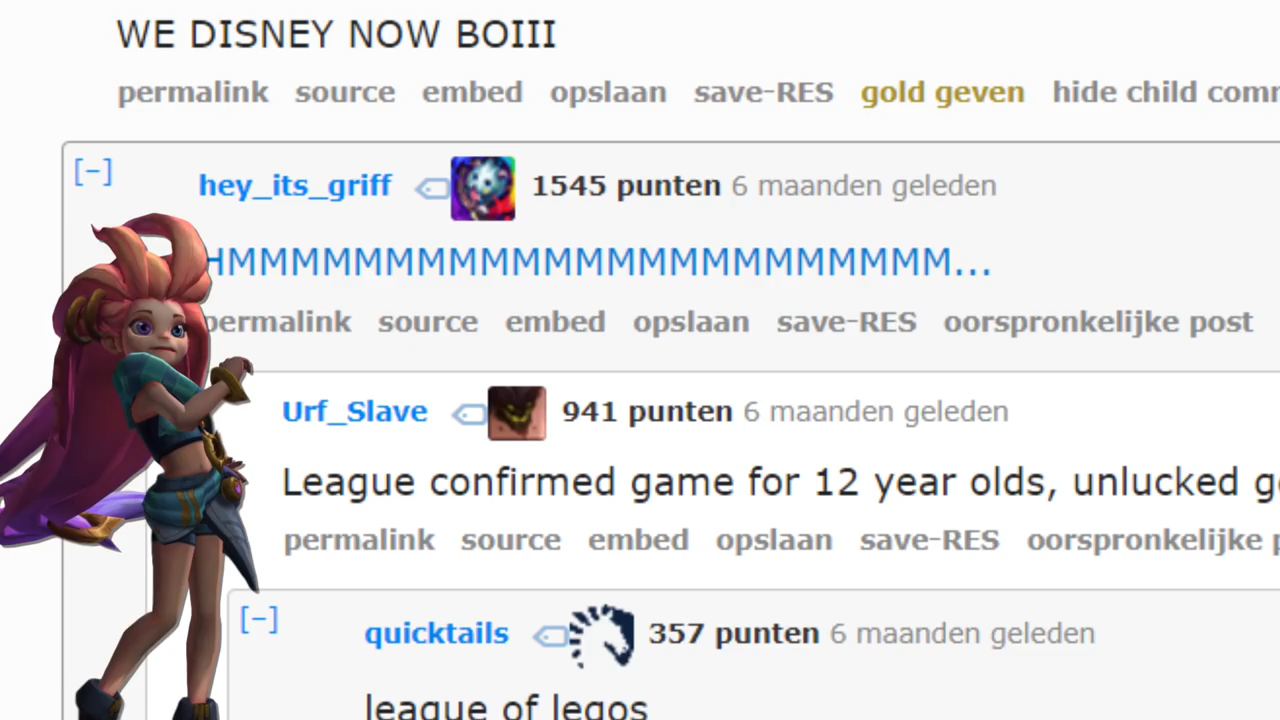 WE DISNEY NOW BOIII
permalink source embed opslaan save-RES gold geven hide child
[-] hey_its_griff 1545 punten 6 maanden geleden
HMMMMMMMMMMMMMMMMMMMMMMM...
permalink source embed opslaan save-RES oorspronkelijke post
Urf_Slave 941 punten 6 maanden geleden
League confirmed game for 12 year olds, unlucked
permalink source embed opslaan save-RES oorspronkelijke
[-] quicktails 357 punten 6 maanden geleden
league of legos